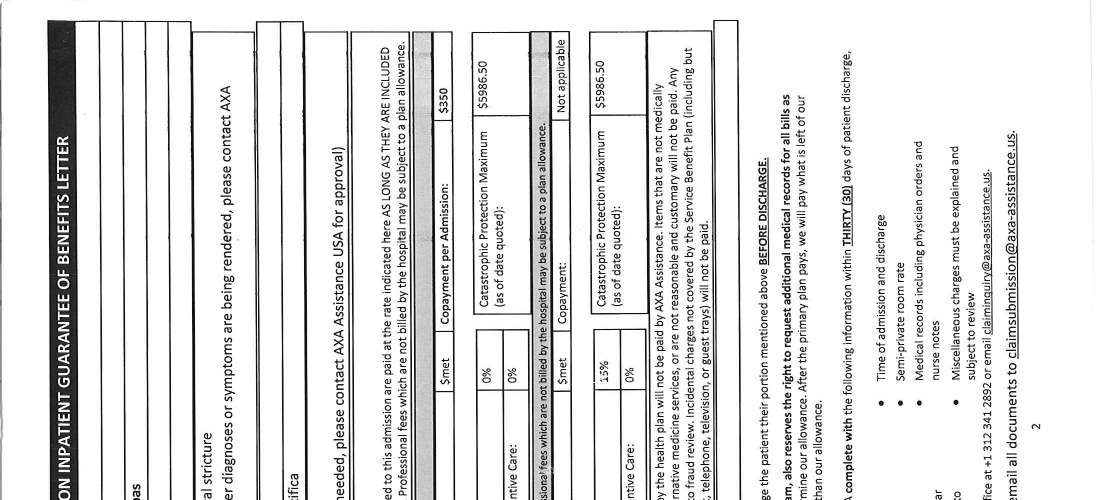 ON INPATIENT GUARANTEE OF BENEFITS LETTER
nas
al stricture
er diagnoses or symptoms are being rendered, please contact AXA
ifica
needed, please contact AXA Assistance USA for approval)
ed to this admission are paid at the rate indicated here AS LONG AS THEY ARE INCLUDED
Professional fees which are not billed by the hospital may be subject to a plan allowance.
$met Copayment per Admission: $350
0% Catastrophic Protection Maximum $5986.50
(as of date quoted):
ntive Care: 0%
sional fees which are not billed by the hospital may be subject to a plan allowance.
$met Copayment: Not applicable
15% Catastrophic Protection Maximum $5986.50
(as of date quoted):
ntive Care: 0%
by the health plan will not be paid by AXA Assistance. Items that are not medically
rnative medicine services, or are not reasonable and customary will not be paid. Any
to fraud review. Incidental charges not covered by the Service Benefit Plan (including but
, telephone, television, or guest trays) will not be paid.
ge the patient their portion mentioned above BEFORE DISCHARGE.
am, also reserves the right to request additional medical records for all bills as
rmine our allowance. After the primary plan pays, we will pay what is left of our
than our allowance.
A complete with the following information within THIRTY (30) days of patient discharge,
• Time of admission and discharge
• Semi-private room rate
• Medical records including physician orders and
nurse notes
ar
• Miscellaneous charges must be explained and
to
subject to review
ffice at +1 312 341 2892 or email claiminquiry@axa-assistance.us.
email all documents to claimsubmission@axa-assistance.us.
2